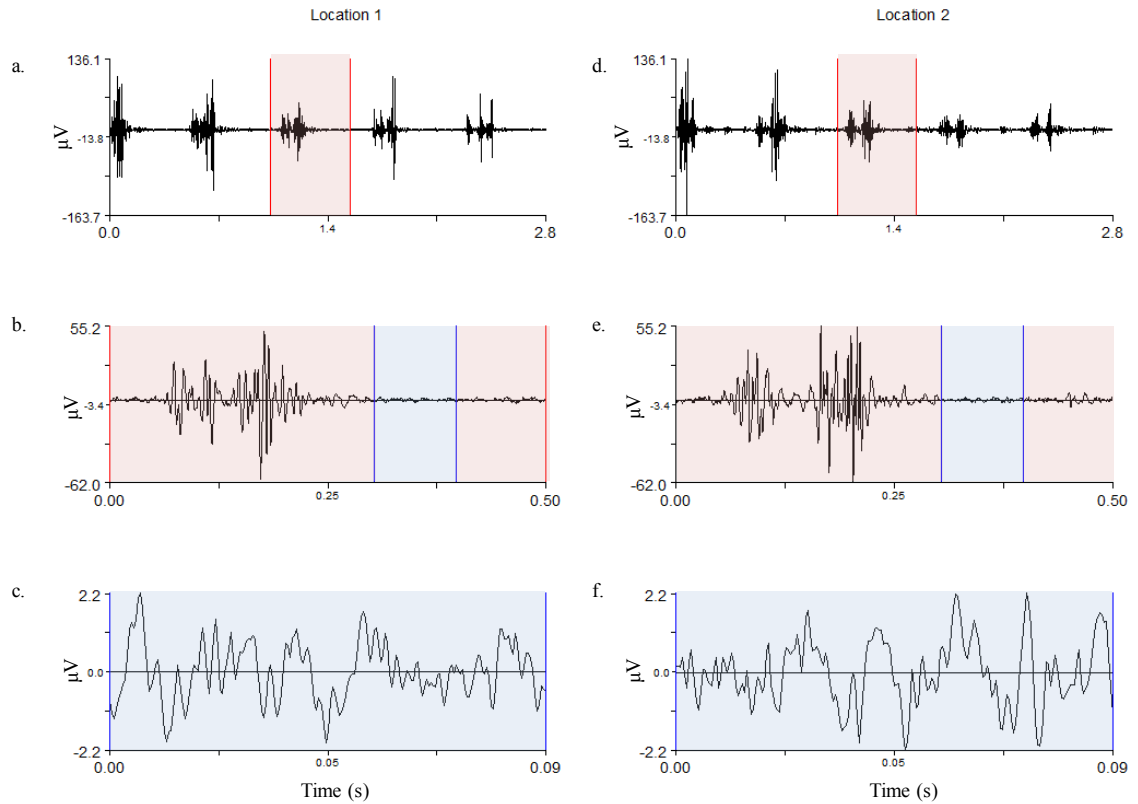 Location 1
Location 2
a.
136.1
-13.8
-163.7
µV
0.0
1.4
2.8
d.
136.1
-13.8
-163.7
µV
0.0
1.4
2.8
b.
55.2
-3.4
-62.0
µV
0.00
0.25
0.50
e.
55.2
-3.4
-62.0
µV
0.00
0.25
0.50
c.
2.2
0.0
-2.2
µV
0.00
0.05
0.09
Time (s)
f.
2.2
0.0
-2.2
µV
0.00
0.05
0.09
Time (s)